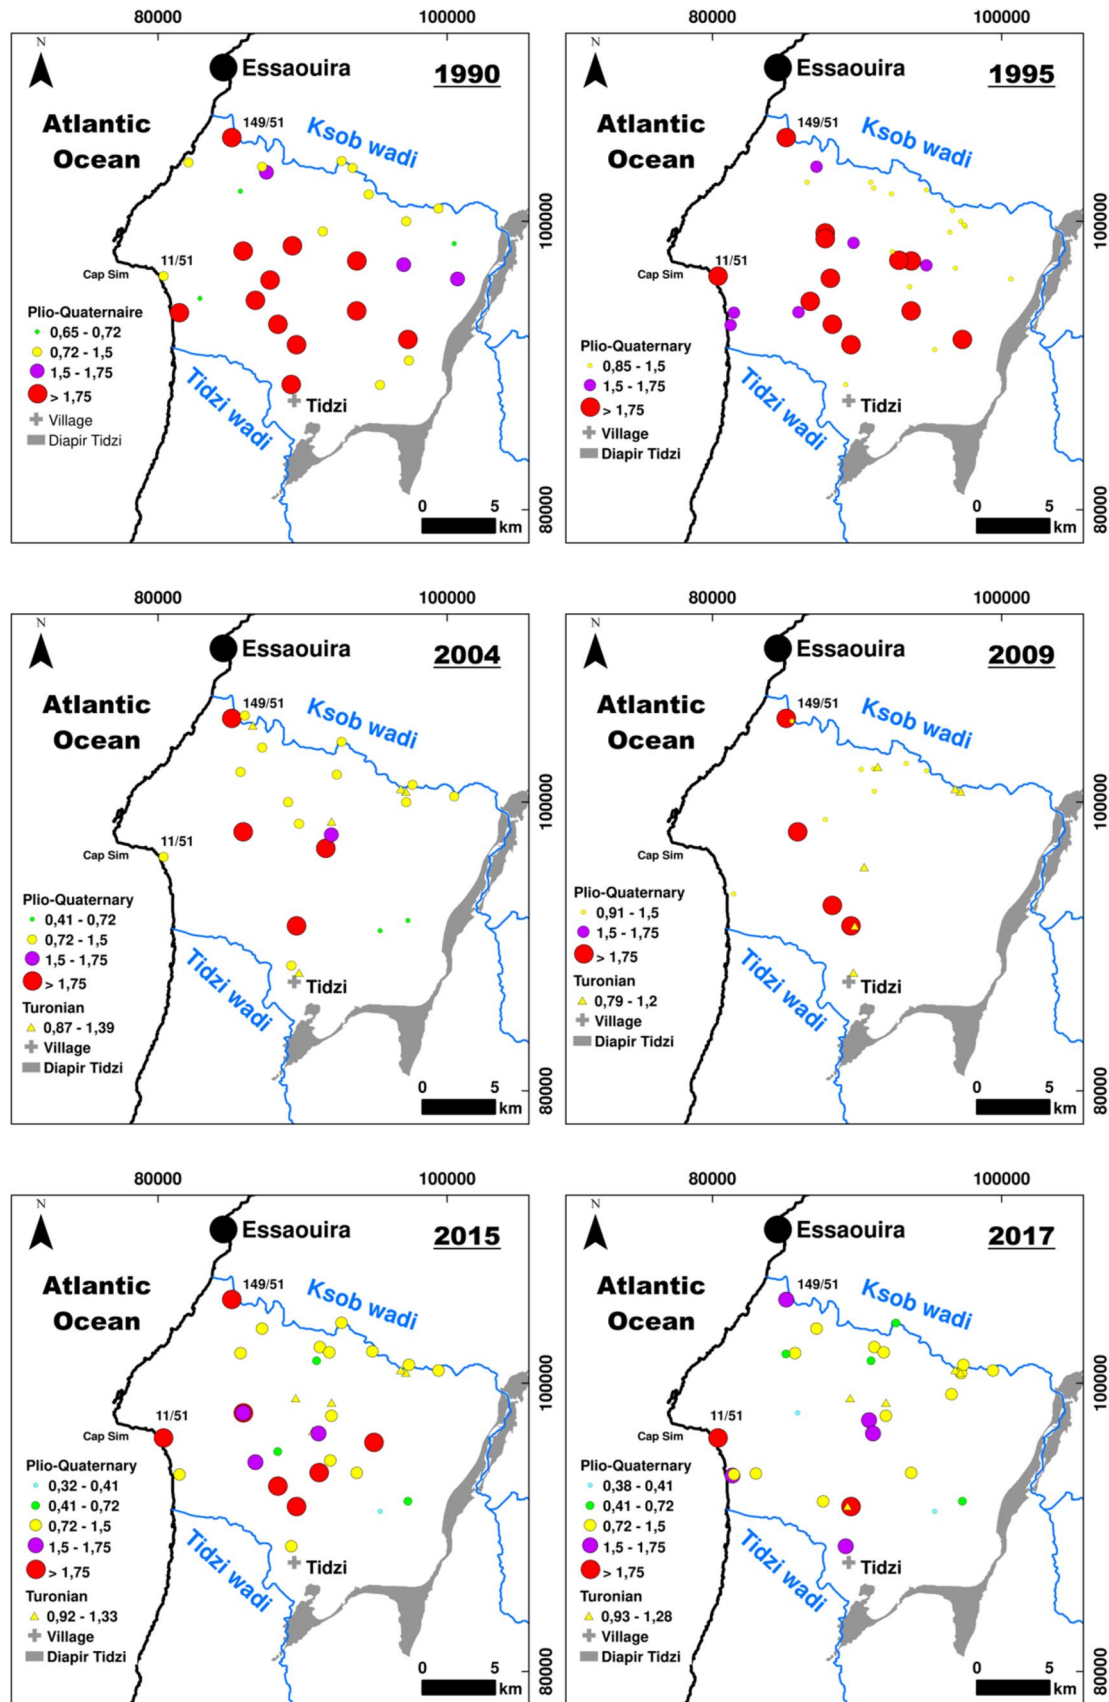 80000 100000
N
Essaouira 1990
Atlantic
Ocean
149/51
Ksob wadi
100000
11/51
Cap Sim
Plio-Quaternaire
0,65 - 0,72
0,72 - 1,5
1,5 - 1,75
> 1,75
Village
Diapir Tidzi
Tidzi
Tidzi wadi
0 5
km
80000
80000 100000
N
Essaouira 1995
Atlantic
Ocean
149/51
Ksob wadi
100000
11/51
Cap Sim
Plio-Quaternary
0,85 - 1,5
1,5 - 1,75
> 1,75
Village
Diapir Tidzi
Tidzi
Tidzi wadi
0 5
km
80000
80000 100000
N
Essaouira 2004
Atlantic
Ocean
149/51
Ksob wadi
100000
11/51
Cap Sim
Plio-Quaternary
0,41 - 0,72
0,72 - 1,5
1,5 - 1,75
> 1,75
Turonian
0,87 - 1,39
Village
Diapir Tidzi
Tidzi
Tidzi wadi
0 5
km
80000
80000 100000
N
Essaouira 2009
Atlantic
Ocean
149/51
Ksob wadi
100000
Cap Sim
Plio-Quaternary
0,91 - 1,5
1,5 - 1,75
> 1,75
Turonian
0,79 - 1,2
Village
Diapir Tidzi
Tidzi
Tidzi wadi
0 5
km
80000
80000 100000
N
Essaouira 2015
Atlantic
Ocean
149/51
Ksob wadi
100000
11/51
Cap Sim
Plio-Quaternary
0,32 - 0,41
0,41 - 0,72
0,72 - 1,5
1,5 - 1,75
> 1,75
Turonian
0,92 - 1,33
Village
Diapir Tidzi
Tidzi
Tidzi wadi
0 5
km
80000
80000 100000
N
Essaouira 2017
Atlantic
Ocean
149/51
Ksob wadi
100000
11/51
Cap Sim
Plio-Quaternary
0,38 - 0,41
0,41 - 0,72
0,72 - 1,5
1,5 - 1,75
> 1,75
Turonian
0,93 - 1,28
Village
Diapir Tidzi
Tidzi
Tidzi wadi
0 5
km
80000